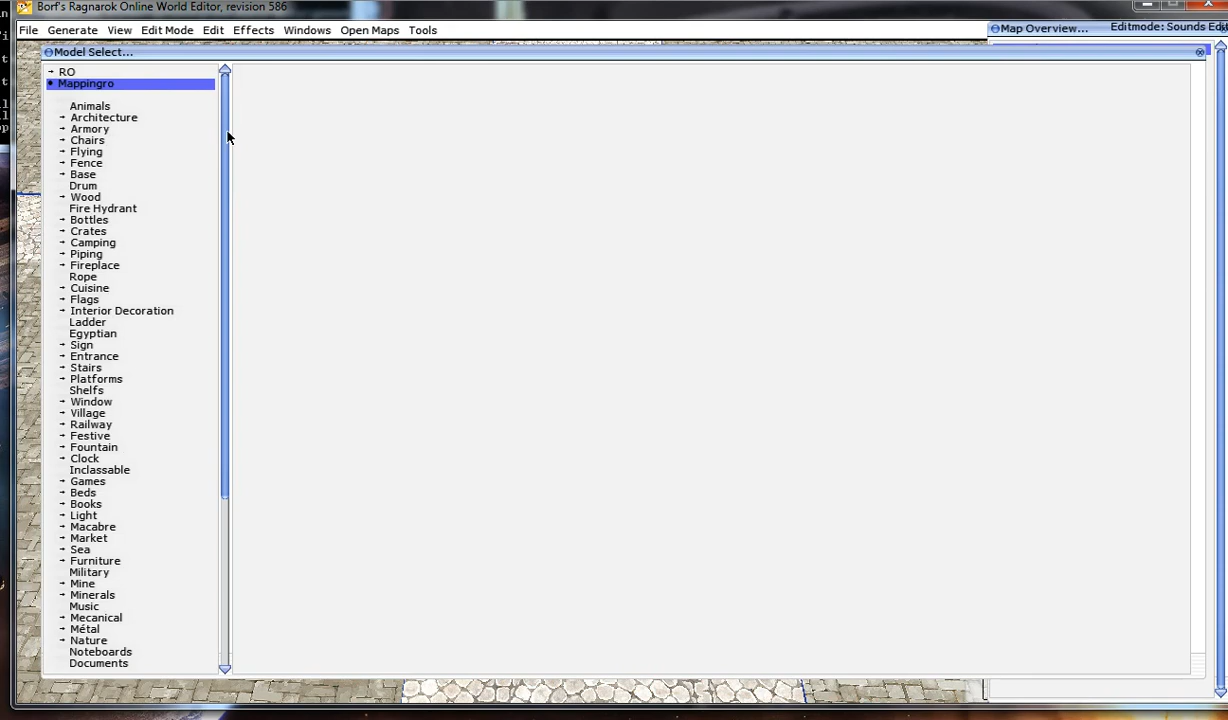 Borf's Ragnarok Online World Editor, revision 586
File Generate View Edit Mode Edit Effects Windows Open Maps Tools
Map Overview...
Editmode: Sounds Edi
Model Select...
RO
Mappingro
Animals
Architecture
Armory
Chairs
Flying
Fence
Base
Drum
Wood
Fire Hydrant
Bottles
Crates
Camping
Piping
Fireplace
Rope
Cuisine
Flags
Interior Decoration
Ladder
Egyptian
Sign
Entrance
Stairs
Platforms
Shelfs
Window
Village
Railway
Festive
Fountain
Clock
Inclassable
Games
Beds
Books
Light
Macabre
Market
Sea
Furniture
Military
Mine
Minerals
Music
Mecanical
Métal
Nature
Noteboards
Documents